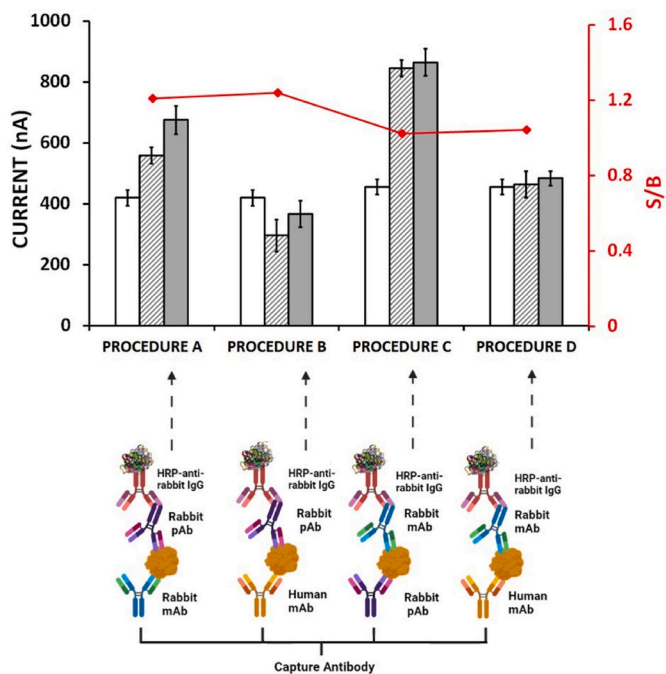 1000
800
600
400
200
0
CURRENT (nA)
1.6
1.2
0.8
0.4
0
S/B
PROCEDURE A PROCEDURE B PROCEDURE C PROCEDURE D
HRP-anti-
rabbit IgG
Rabbit
pAb
Rabbit
mAb
HRP-anti-
rabbit IgG
Rabbit
pAb
Human
mAb
HRP-anti-
rabbit IgG
Rabbit
mAb
Rabbit
pAb
HRP-anti-
rabbit IgG
Rabbit
mAb
Human
mAb
Capture Antibody